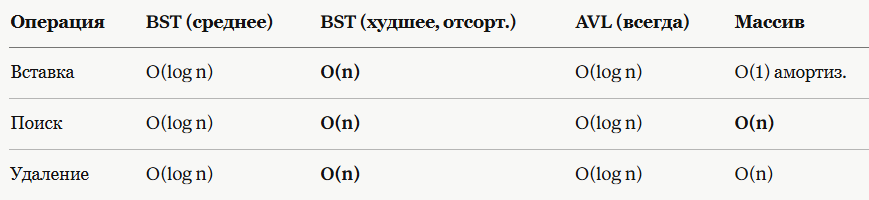 Операция BST (среднее) BST (худшее, отсорт.) AVL (всегда) Массив
Вставка O(log n) O(n) O(log n) O(1) амортиз.
Поиск O(log n) O(n) O(log n) O(n)
Удаление O(log n) O(n) O(log n) O(n)